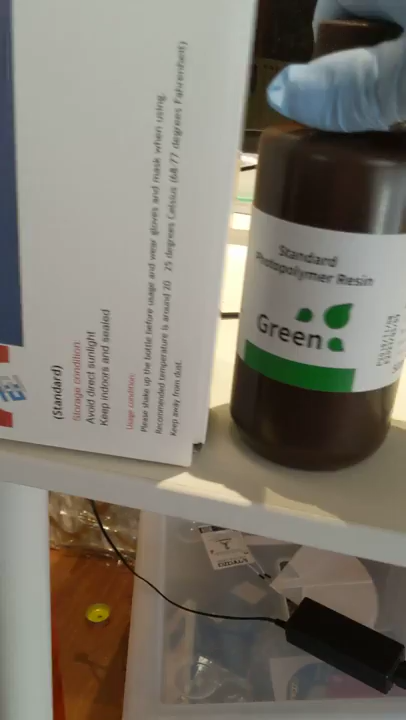 (Standard)
Storage condition:
Avoid direct sunlight
Keep indoors and sealed
Usage condition:
Please shake up the bottle before usage and wear gloves and mask when using.
Recommended temperature is around 20 25 degrees Celsius (68/77 degrees Fahrenheit)
Keep away from dust.
Standard
Photopolymer Resin
Green